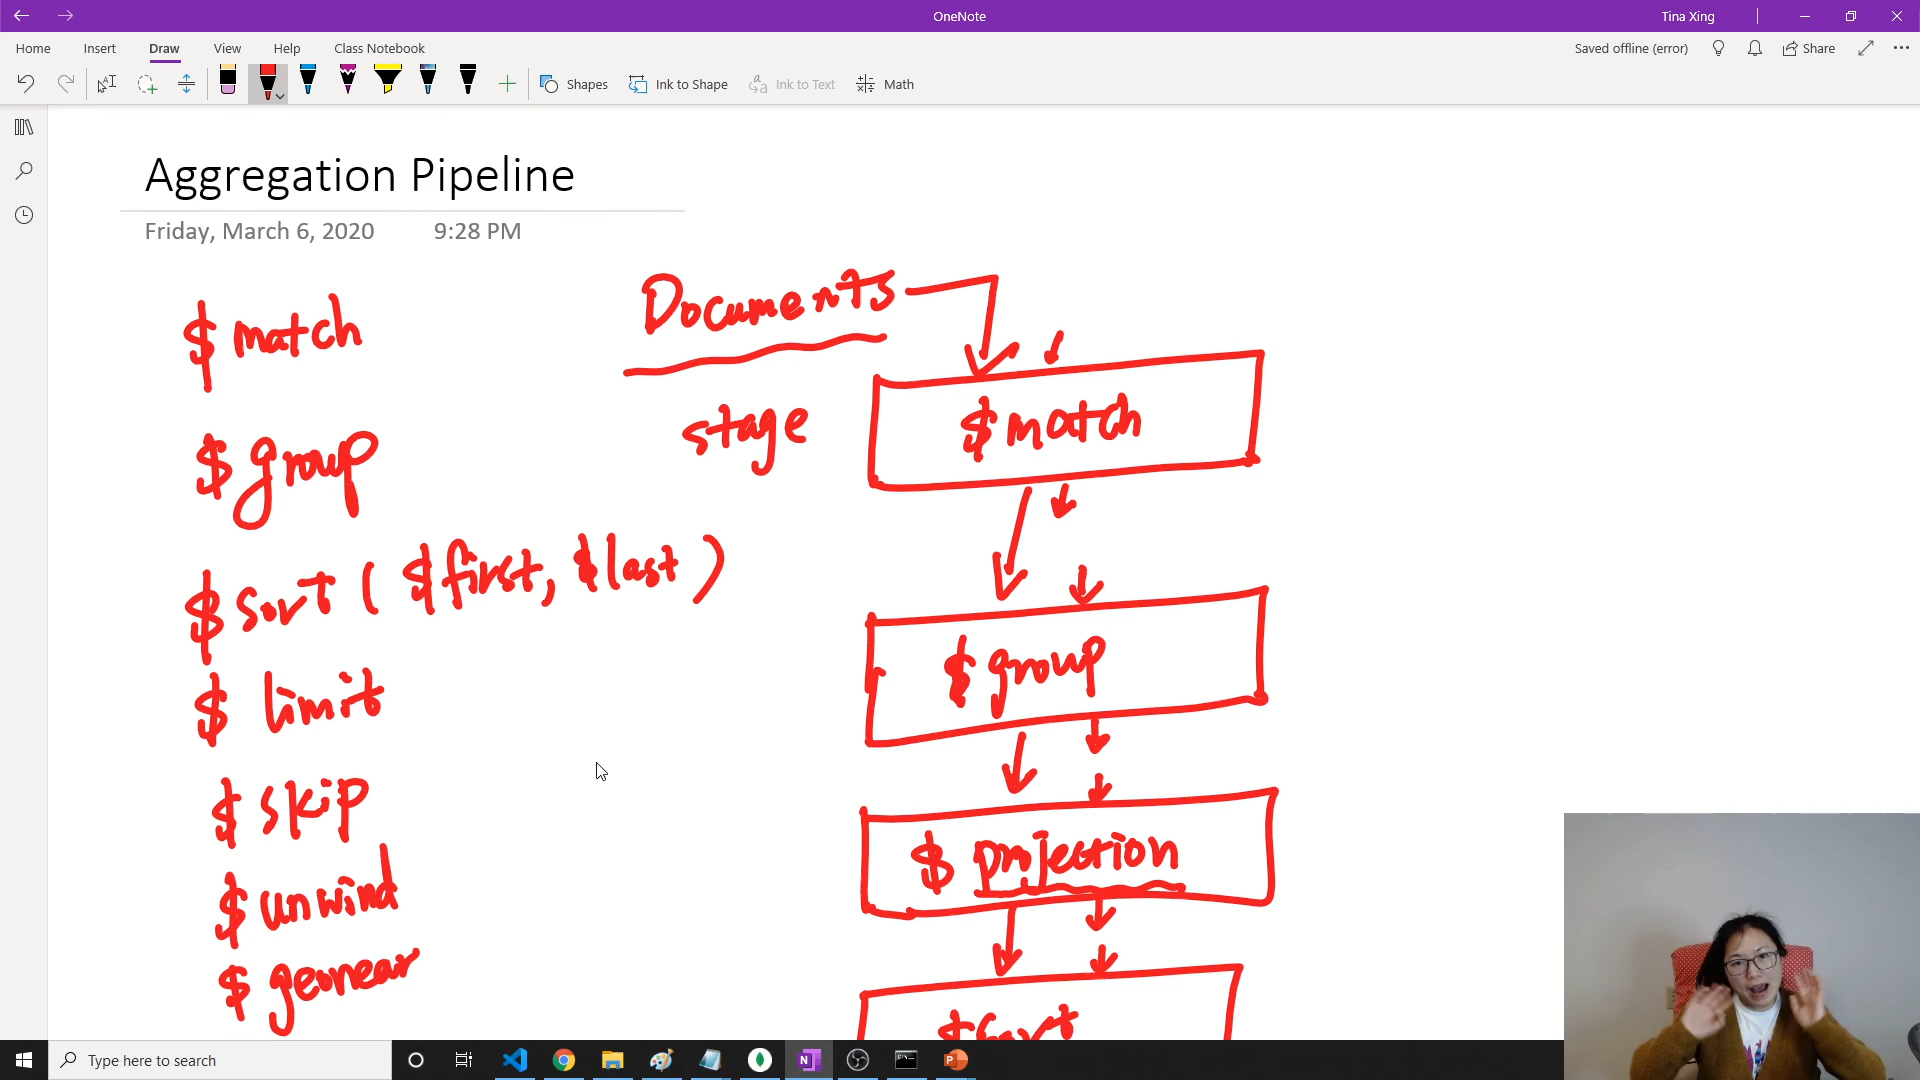 OneNote
Tina Xing
Home Insert Draw View Help Class Notebook
Saved offline (error) Share
Shapes Ink to Shape Ink to Text Math
Aggregation Pipeline
Friday, March 6, 2020 9:28 PM
$match
$group
$sort ( $first, $last )
$ limit
$ skip
$ unwind
$ geonear
Documents
stage
$match
$group
$ projection
$sort
Type here to search